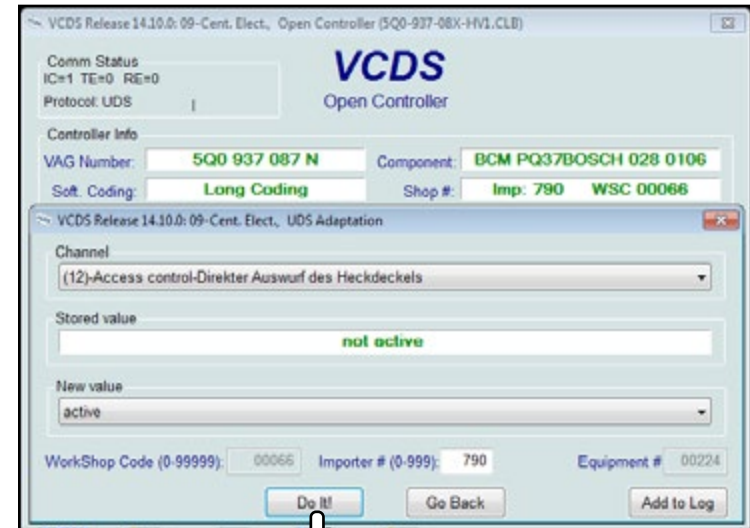 VCDS Release 14.10.0: 09-Cent. Elect., Open Controller (5Q0-937-08X-HV1.CLB)
Comm Status
IC=1 TE=0 RE=0
Protocol: UDS |
VCDS
Open Controller
Controller Info
VAG Number: 5Q0 937 087 N Component: BCM PQ37BOSCH 028 0106
Soft. Coding: Long Coding Shop #: Imp: 790 WSC 00066
VCDS Release 14.10.0: 09-Cent. Elect., UDS Adaptation
Channel
(12)-Access control-Direkter Auswurf des Heckdeckels
Stored value
not active
New value
active
WorkShop Code (0-99999): 00066 Importer # (0-999): 790 Equipment # 00224
Do It! Go Back Add to Log